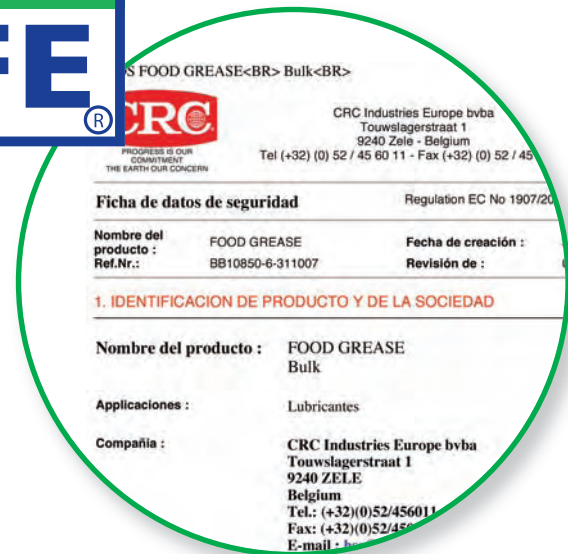 FE®
S FOOD GREASE<BR> Bulk<BR>
CRC®
PROGRESS IS OUR
COMMITMENT
THE EARTH OUR CONCERN
CRC Industries Europe bvba
Touwslagerstraat 1
9240 Zele - Belgium
Tel (+32) (0) 52 / 45 60 11 - Fax (+32) (0) 52 / 45
Ficha de datos de seguridad Regulation EC No 1907/20
Nombre del
producto : FOOD GREASE Fecha de creación :
Ref.Nr.: BB10850-6-311007 Revisión de :
1. IDENTIFICACION DE PRODUCTO Y DE LA SOCIEDAD
Nombre del producto : FOOD GREASE
Bulk
Applicaciones : Lubricantes
Compañia : CRC Industries Europe bvba
Touwslagerstraat 1
9240 ZELE
Belgium
Tel.: (+32)(0)52/456011
Fax: (+32)(0)52/45
E-mail :